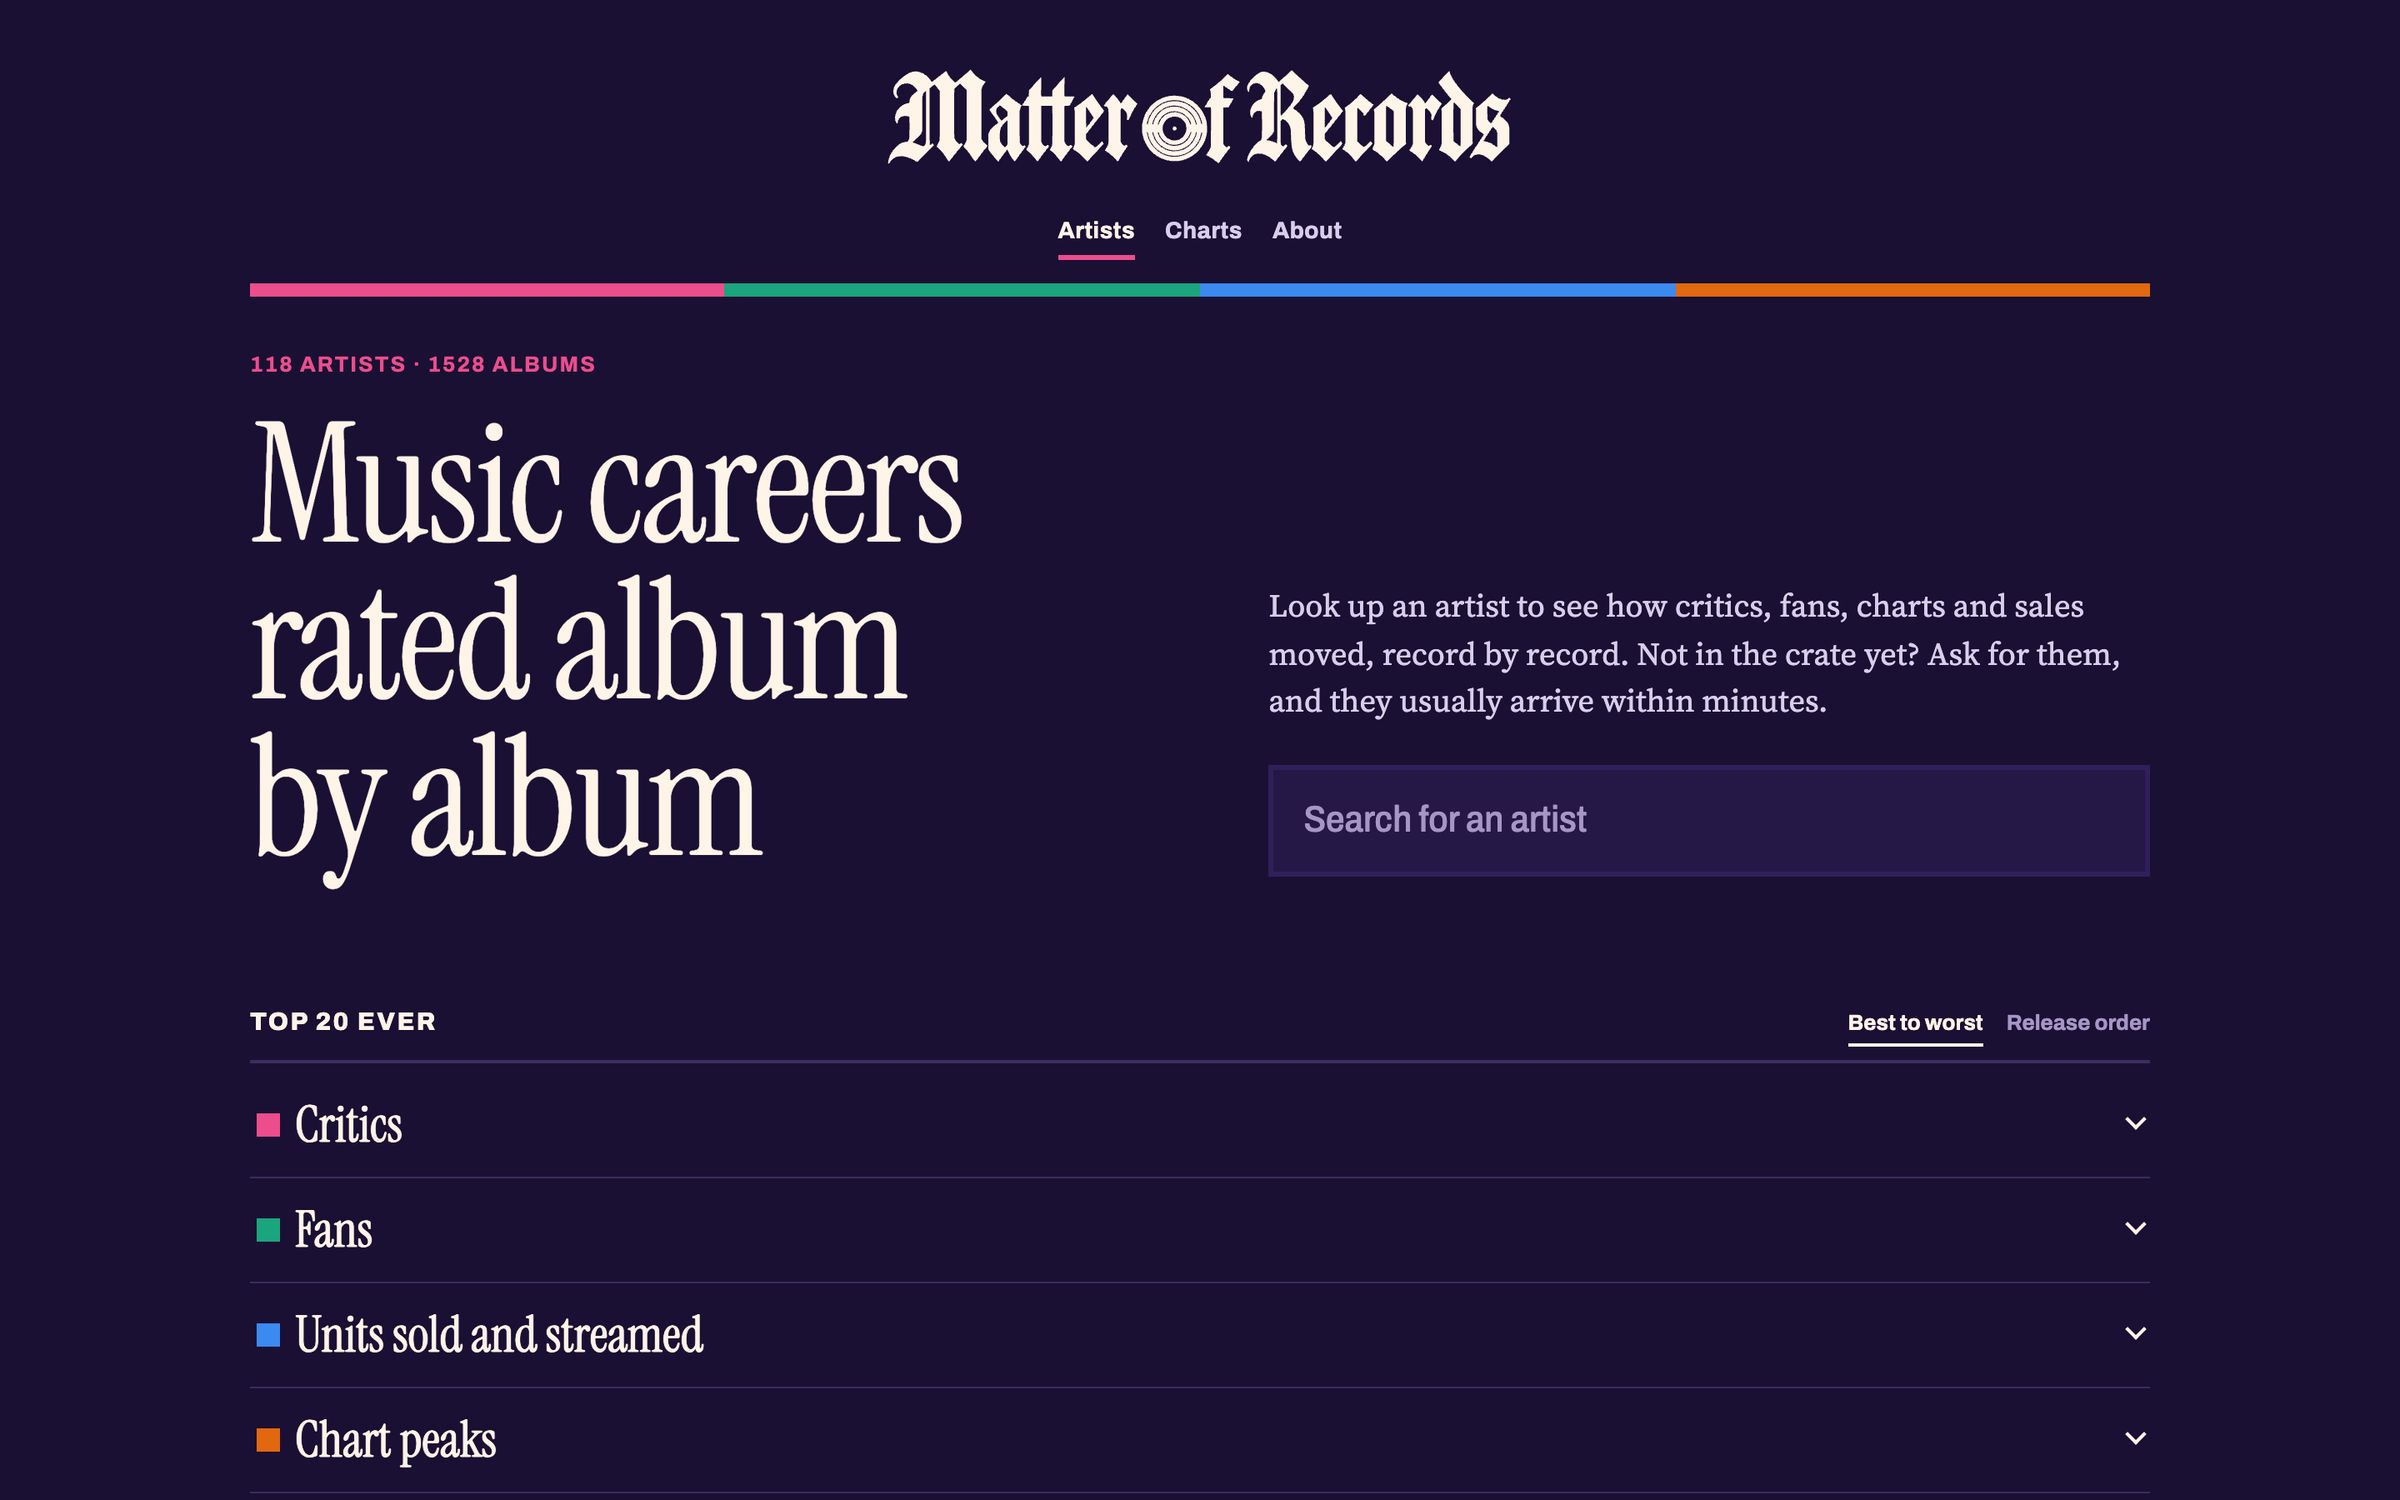 Matter of Records
Artists Charts About
118 ARTISTS · 1528 ALBUMS
Music careers
rated album
by album
Look up an artist to see how critics, fans, charts and sales
moved, record by record. Not in the crate yet? Ask for them,
and they usually arrive within minutes.
Search for an artist
TOP 20 EVER
Best to worst Release order
Critics
Fans
Units sold and streamed
Chart peaks